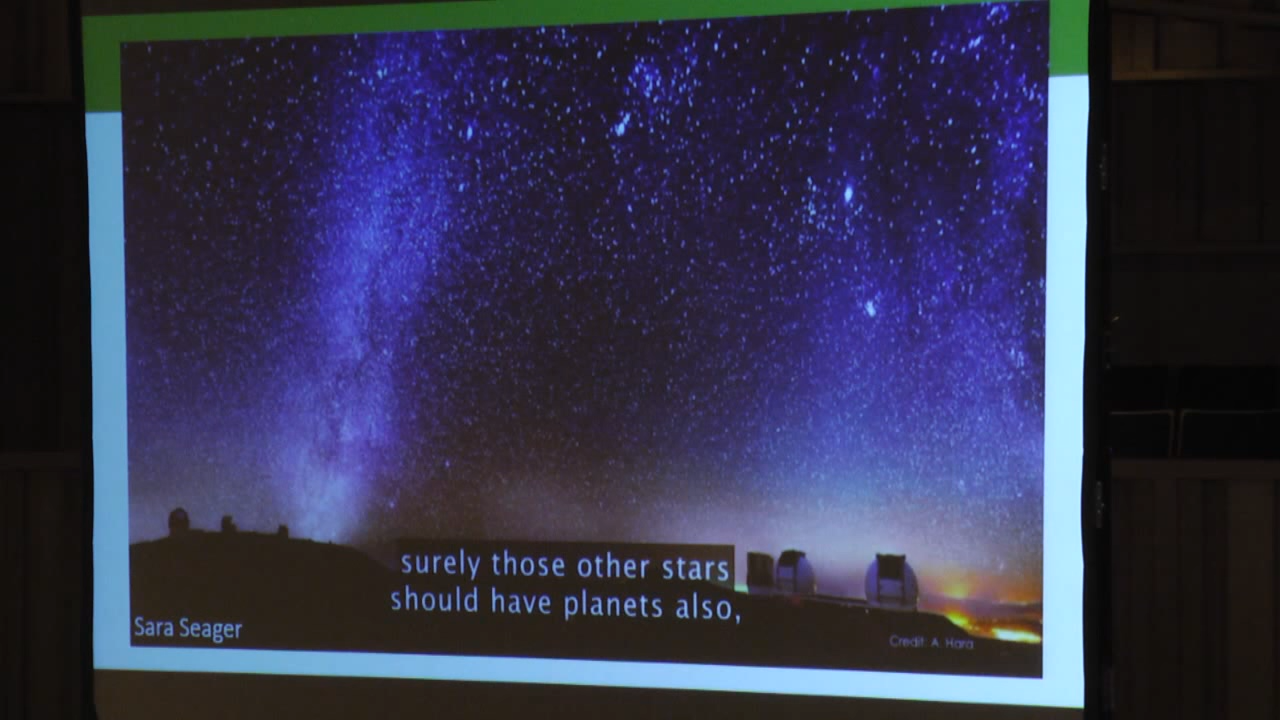 surely those other stars
should have planets also,
Sara Seager
Credit: A. Hara